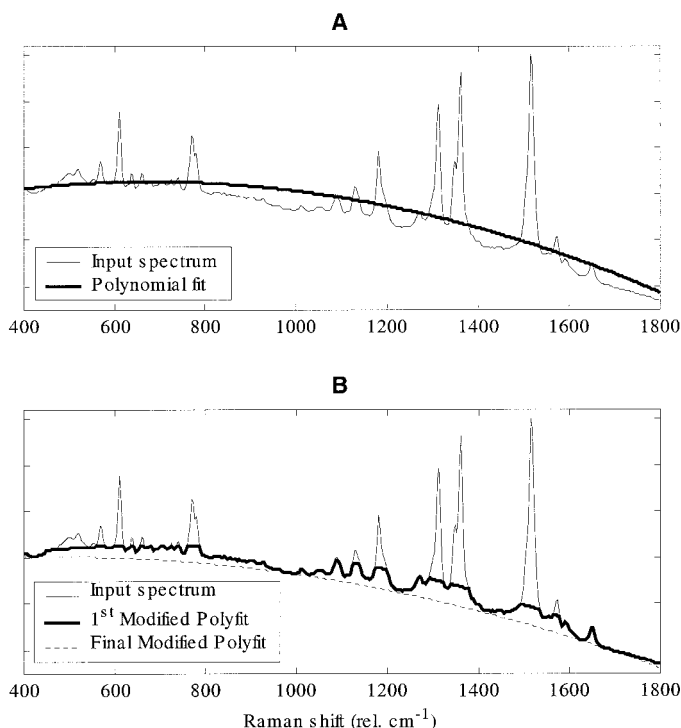 A
Input spectrum
Polynomial fit
400 600 800 1000 1200 1400 1600 1800
B
Input spectrum
1st Modified Polyfit
Final Modified Polyfit
400 600 800 1000 1200 1400 1600 1800
Raman shift (rel. cm-1)